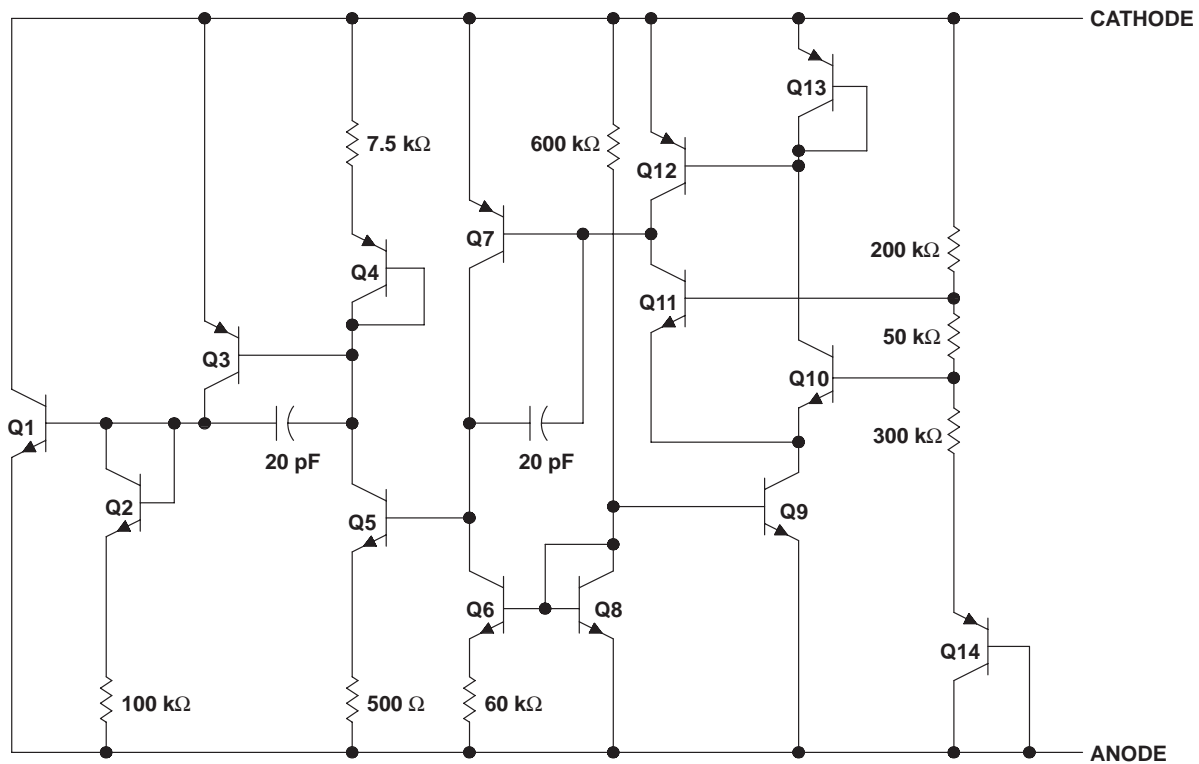 CATHODE
Q13
7.5 kΩ
600 kΩ
Q12
Q7
200 kΩ
Q4
Q11
50 kΩ
Q3
Q10
Q1
300 kΩ
20 pF
20 pF
Q2
Q5
Q9
Q6
Q8
Q14
100 kΩ
500 Ω
60 kΩ
ANODE